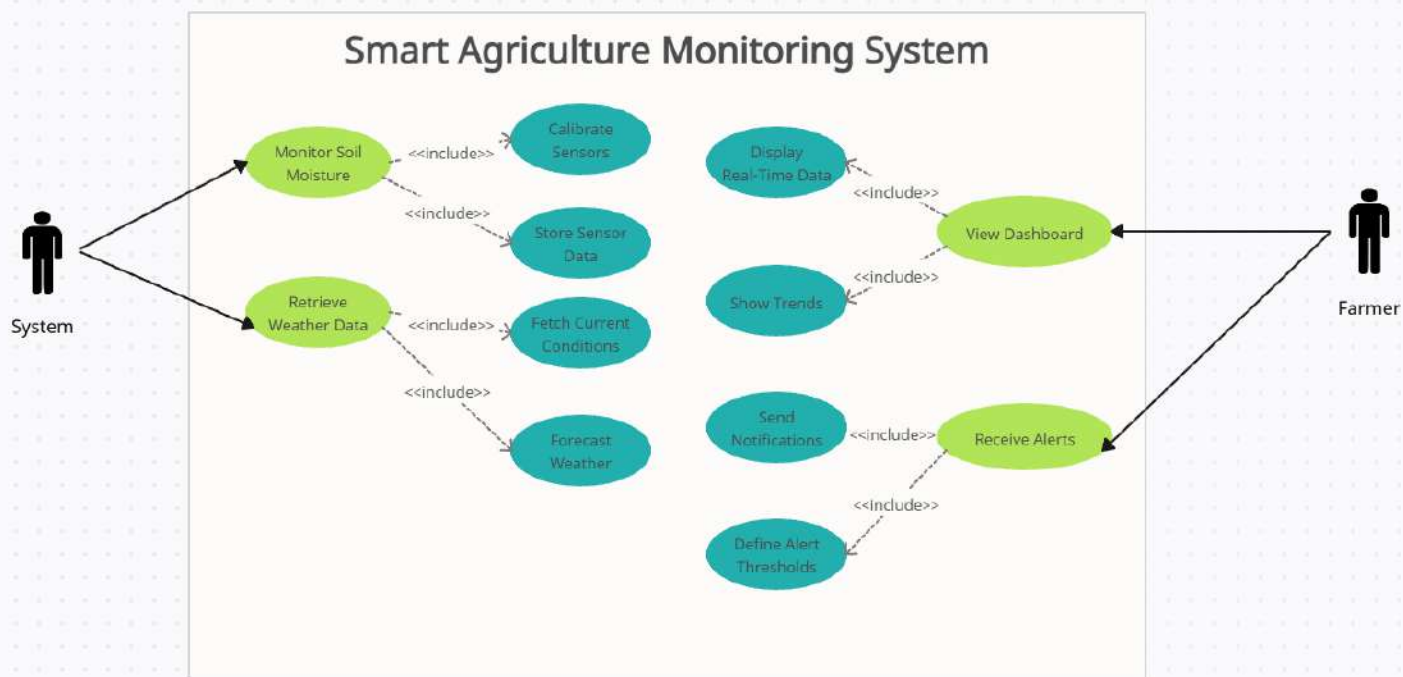 Smart Agriculture Monitoring System
Monitor Soil
Moisture
<<include>>
Calibrate
Sensors
<<include>>
Store Sensor
Data
Retrieve
Weather Data
<<include>>
Fetch Current
Conditions
<<include>>
Forecast
Weather
System
Display
Real-Time Data
<<include>>
View Dashboard
<<include>>
Show Trends
Send
Notifications
<<include>>
Receive Alerts
<<include>>
Define Alert
Thresholds
Farmer